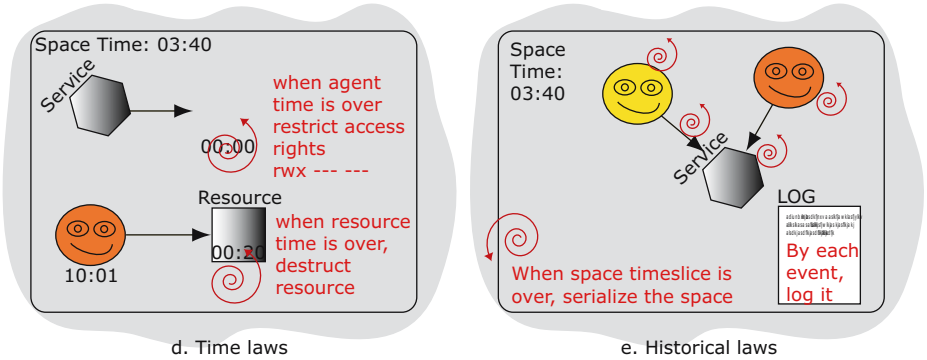 Space Time: 03:40
Service
when agent
time is over
restrict access
rights
rwx --- ---
00:00
Resource
when resource
time is over,
destruct
resource
00:20
10:01
d. Time laws
Space
Time:
03:40
Service
LOG
By each
event,
log it
When space timeslice is
over, serialize the space
e. Historical laws